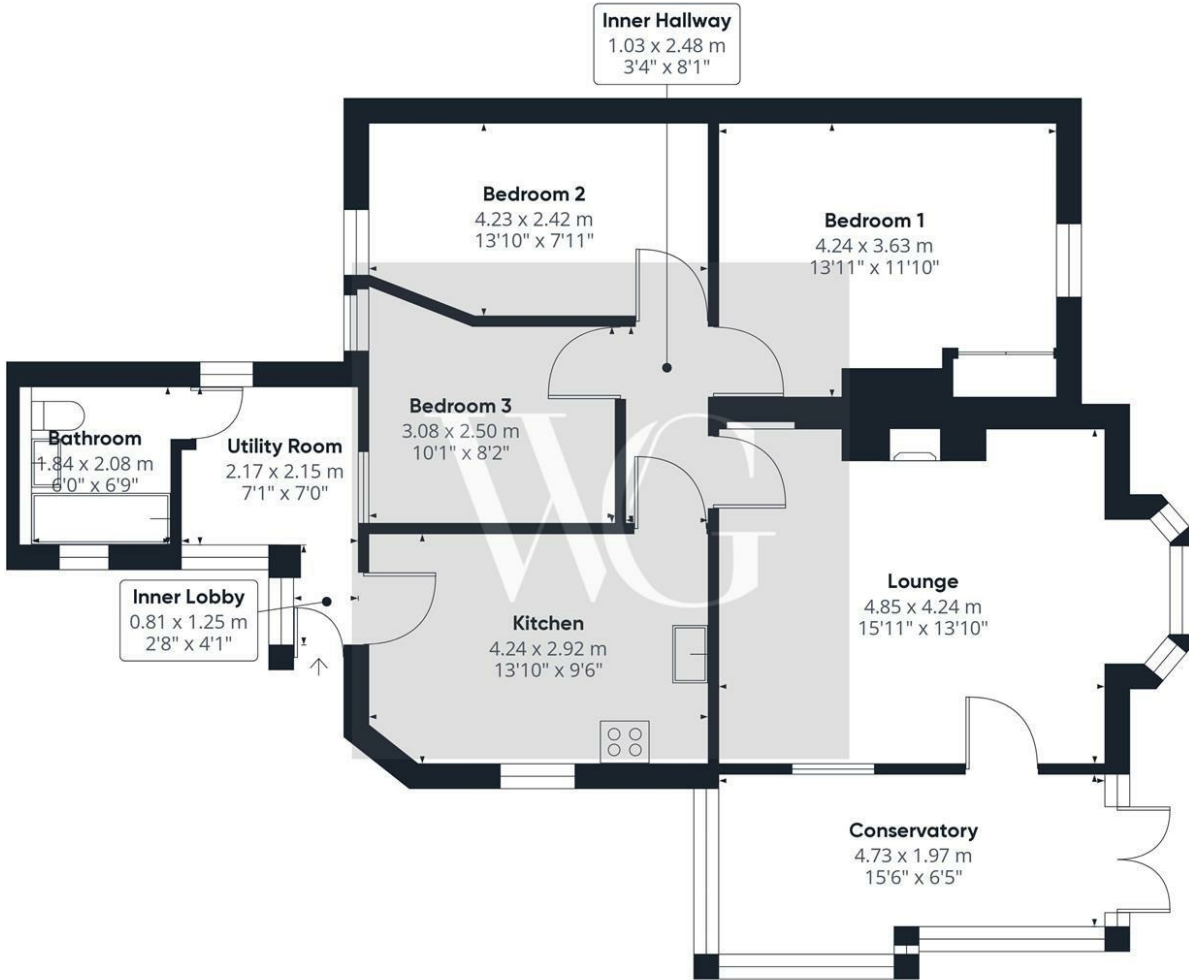 Inner Hallway
1.03 x 2.48 m
3'4" x 8'1"
Bedroom 2
4.23 x 2.42 m
13'10" x 7'11"
Bedroom 1
4.24 x 3.63 m
13'11" x 11'10"
Bedroom 3
3.08 x 2.50 m
10'1" x 8'2"
Bathroom
1.84 x 2.08 m
6'0" x 6'9"
Utility Room
2.17 x 2.15 m
7'1" x 7'0"
Inner Lobby
0.81 x 1.25 m
2'8" x 4'1"
Kitchen
4.24 x 2.92 m
13'10" x 9'6"
Lounge
4.85 x 4.24 m
15'11" x 13'10"
Conservatory
4.73 x 1.97 m
15'6" x 6'5"
WG